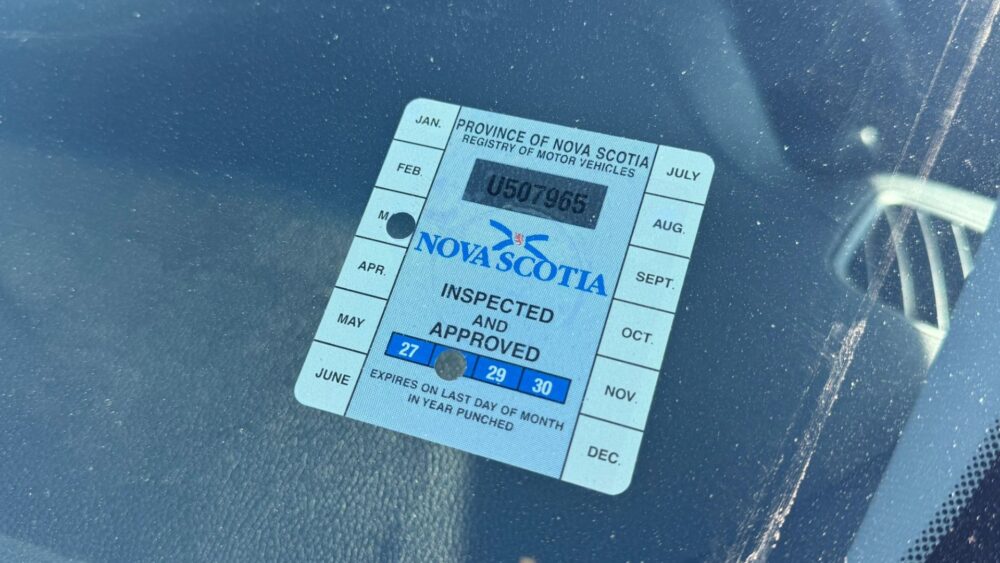 JAN.
FEB.
M
APR.
MAY
JUNE
PROVINCE OF NOVA SCOTIA
REGISTRY OF MOTOR VEHICLES
U507965
NOVA SCOTIA
INSPECTED
AND
APPROVED
27 29 30
EXPIRES ON LAST DAY OF MONTH
IN YEAR PUNCHED
JULY
AUG.
SEPT.
OCT.
NOV.
DEC.